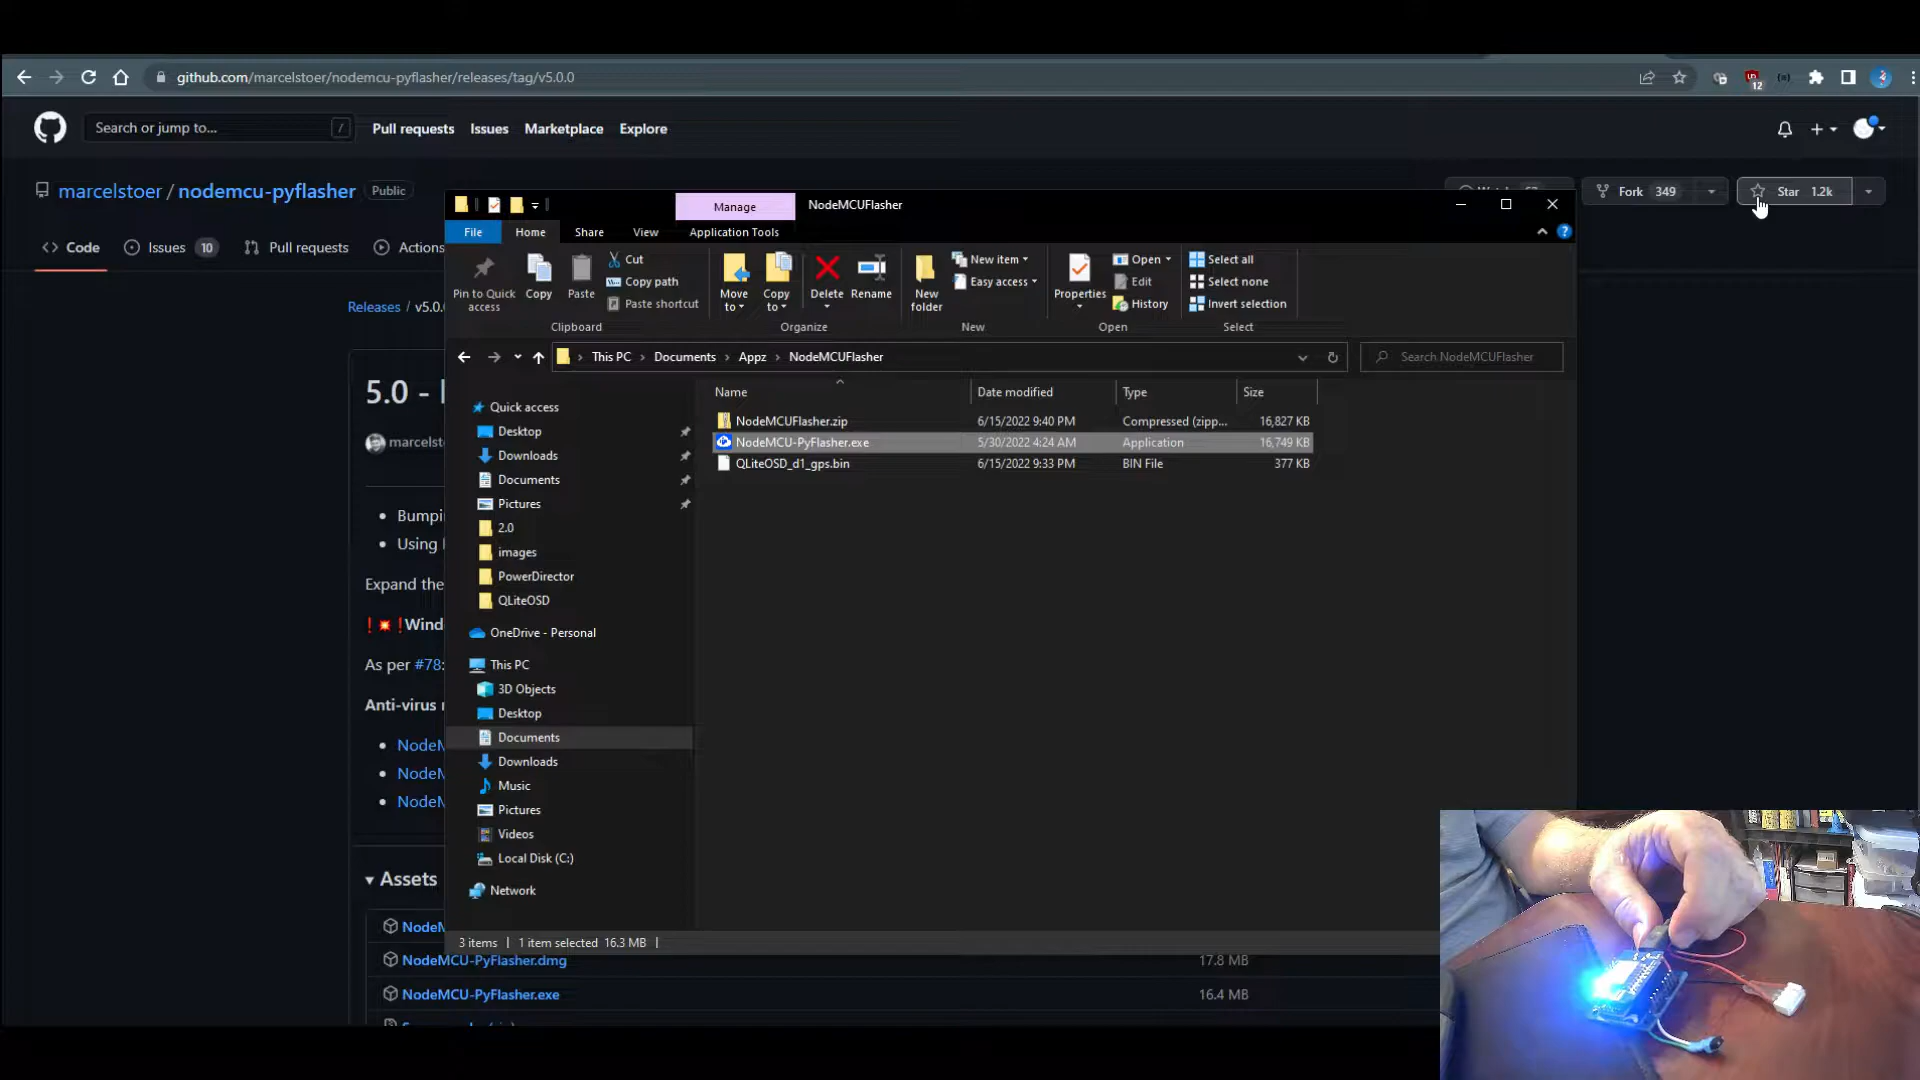 github.com/marcelstoer/nodemcu-pyflasher/releases/tag/v5.0.0
12
Search or jump to... /
Pull requests Issues Marketplace Explore
marcelstoer / nodemcu-pyflasher Public
Fork 349
Star 1.2k
Code Issues 10 Pull requests Actions
Releases / v5.0.
5.0 -
marcelst
Bumpi
Using
Expand the
Wind
As per #78:
Anti-virus
NodeM
NodeM
NodeM
Assets
NodeM
NodeMCU-PyFlasher.dmg 17.8 MB
NodeMCU-PyFlasher.exe 16.4 MB
Manage NodeMCUFlasher
File Home Share View Application Tools
Pin to Quick access
Copy
Paste
Cut
Copy path
Paste shortcut
Clipboard
Move to
Copy to
Delete
Rename
Organize
New folder
New item
Easy access
New
Properties
Open
Edit
History
Open
Select all
Select none
Invert selection
Select
This PC > Documents > Appz > NodeMCUFlasher
Search NodeMCUFlasher
Name Date modified Type Size
NodeMCUFlasher.zip 6/15/2022 9:40 PM Compressed (zipp... 16,827 KB
NodeMCU-PyFlasher.exe 5/30/2022 4:24 AM Application 16,749 KB
QLiteOSD_d1_gps.bin 6/15/2022 9:33 PM BIN File 377 KB
Quick access
Desktop
Downloads
Documents
Pictures
2.0
images
PowerDirector
QLiteOSD
OneDrive - Personal
This PC
3D Objects
Desktop
Documents
Downloads
Music
Pictures
Videos
Local Disk (C:)
Network
3 items 1 item selected 16.3 MB